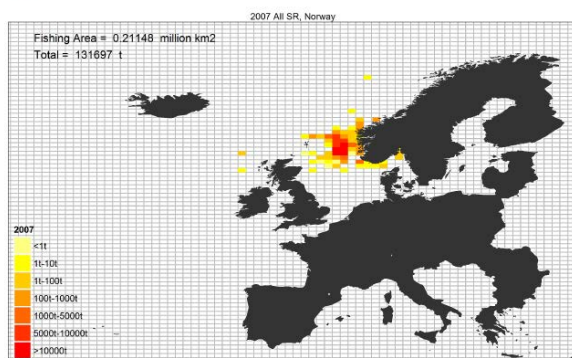 2007 All SR, Norway
Fishing Area = 0.21148 million km2
Total = 131697 t
2007
<1t
1t-10t
1t-100t
100t-1000t
1000t-5000t
5000t-10000t
>10000t